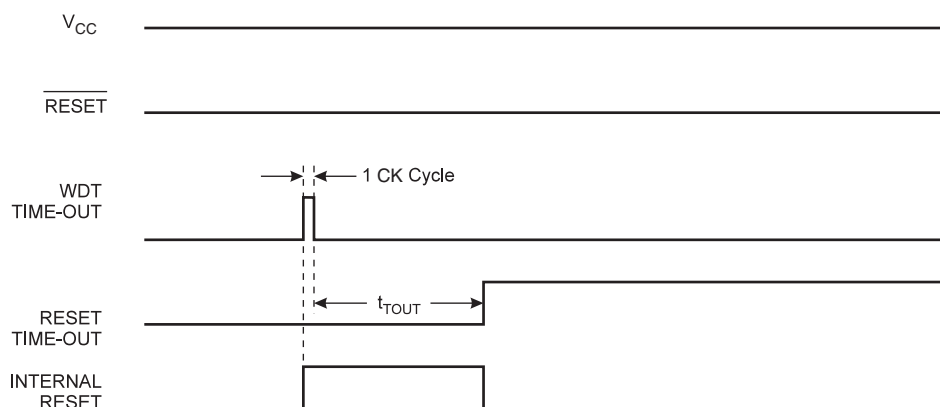 VCC
RESET
1 CK Cycle
WDT
TIME-OUT
tTOUT
RESET
TIME-OUT
INTERNAL
RESET